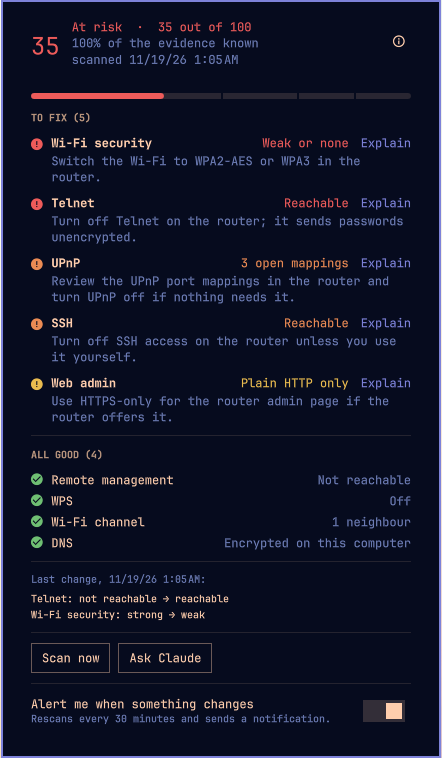 35
At risk · 35 out of 100
100% of the evidence known
scanned 11/19/26 1:05 AM
TO FIX (5)
Wi-Fi security Weak or none Explain
Switch the Wi-Fi to WPA2-AES or WPA3 in the
router.
Telnet Reachable Explain
Turn off Telnet on the router; it sends passwords
unencrypted.
UPnP 3 open mappings Explain
Review the UPnP port mappings in the router and
turn UPnP off if nothing needs it.
SSH Reachable Explain
Turn off SSH access on the router unless you use
it yourself.
Web admin Plain HTTP only Explain
Use HTTPS-only for the router admin page if the
router offers it.
ALL GOOD (4)
Remote management Not reachable
WPS Off
Wi-Fi channel 1 neighbour
DNS Encrypted on this computer
Last change, 11/19/26 1:05 AM:
Telnet: not reachable → reachable
Wi-Fi security: strong → weak
Scan now Ask Claude
Alert me when something changes
Rescans every 30 minutes and sends a notification.